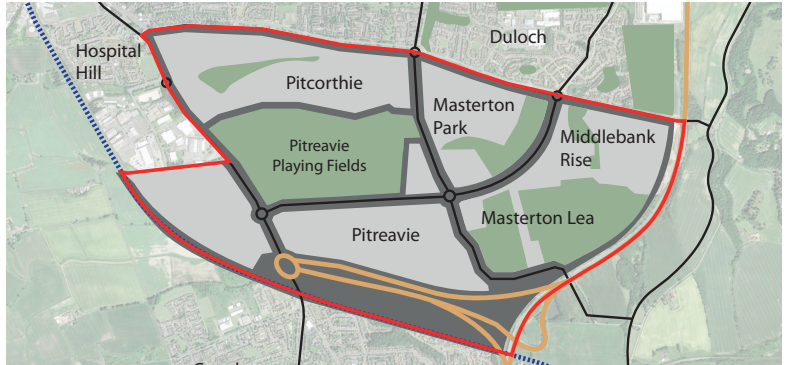 Duloch
Hospital
Hill
Pitcorthie
Masterton
Park
Middlebank
Rise
Pitreavie
Playing Fields
Masterton Lea
Pitreavie